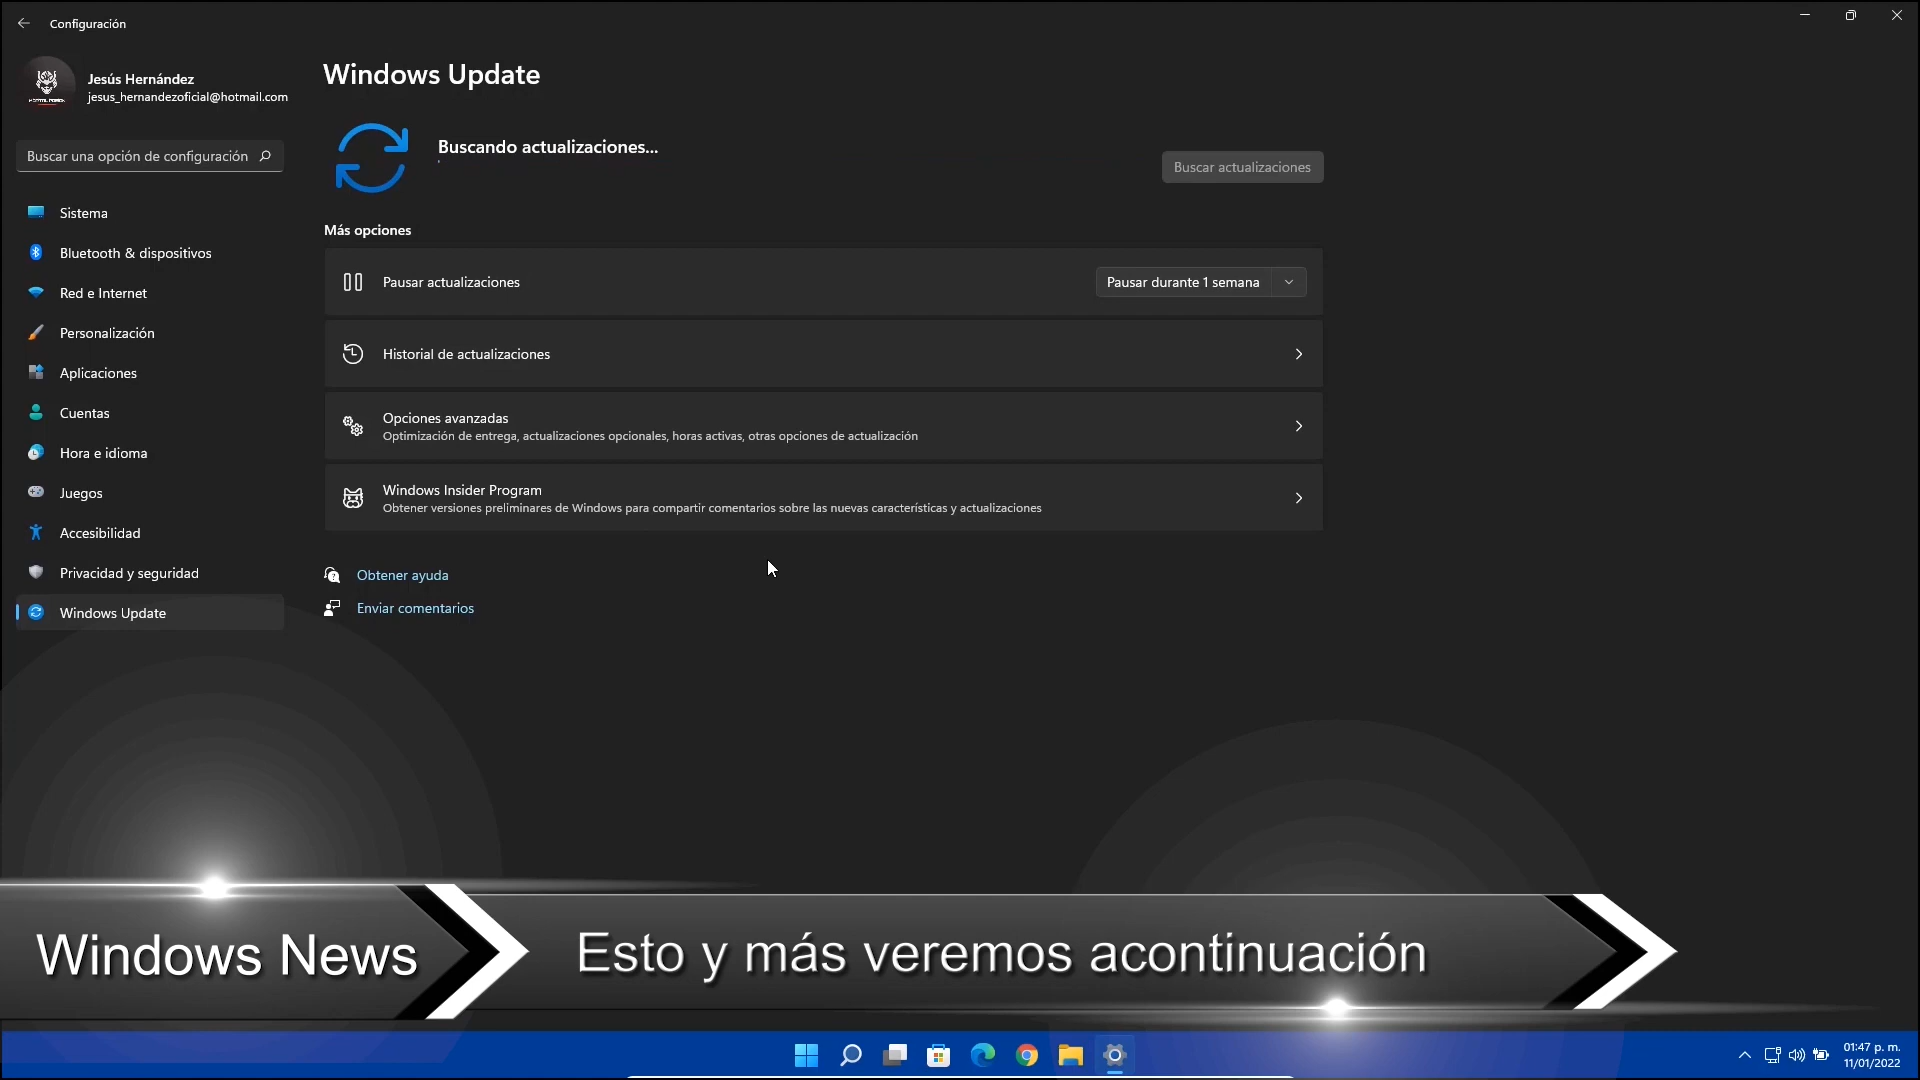 Configuración
Jesús Hernández
jesus_hernandezoficial@hotmail.com
Buscar una opción de configuración
Sistema
Bluetooth & dispositivos
Red e Internet
Personalización
Aplicaciones
Cuentas
Hora e idioma
Juegos
Accesibilidad
Privacidad y seguridad
Windows Update
Windows Update
Buscando actualizaciones...
Buscar actualizaciones
Más opciones
Pausar actualizaciones
Pausar durante 1 semana
Historial de actualizaciones
Opciones avanzadas
Optimización de entrega, actualizaciones opcionales, horas activas, otras opciones de actualización
Windows Insider Program
Obtener versiones preliminares de Windows para compartir comentarios sobre las nuevas características y actualizaciones
Obtener ayuda
Enviar comentarios
Windows News
Esto y más veremos acontinuación
01:47 p. m.
11/01/2022